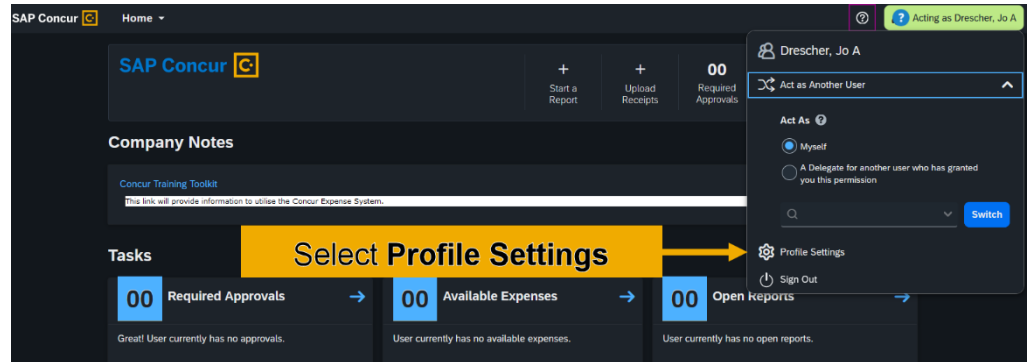 SAP Concur C
Home
Acting as Drescher, Jo A
SAP Concur C
Start a
Report
Upload
Receipts
00
Required
Approvals
Drescher, Jo A
Act as Another User
Act As
Myself
A Delegate for another user who has granted
you this permission
Switch
Profile Settings
Sign Out
Company Notes
Concur Training Toolkit
This link will provide information to utilise the Concur Expense System.
Select Profile Settings
Tasks
00 Required Approvals
Great! User currently has no approvals.
00 Available Expenses
User currently has no available expenses.
00 Open Reports
User currently has no open reports.